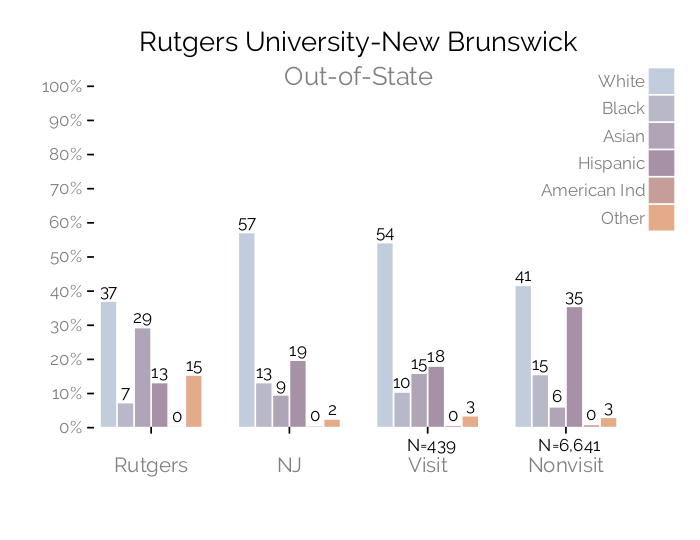 Rutgers University-New Brunswick
Out-of-State
White
Black
Asian
Hispanic
American Ind
Other
100%
90%
80%
70%
60%
50%
40%
30%
20%
10%
0%
37
7
29
13
0
15
57
13
9
19
0
2
54
10
15
18
0
3
41
15
6
35
0
3
N=439
N=6,641
Rutgers
NJ
Visit
Nonvisit